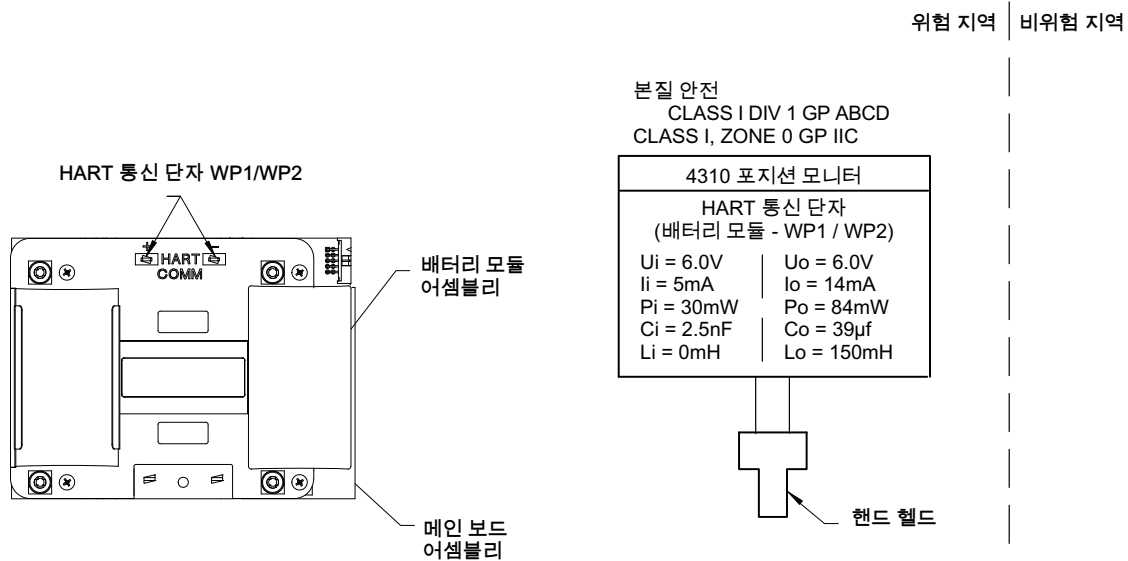 위험 지역
비위험 지역
본질 안전
CLASS I DIV 1 GP ABCD
CLASS I, ZONE 0 GP IIC
HART 통신 단자 WP1/WP2
+ -
HART
COMM
배터리 모듈
어셈블리
메인 보드
어셈블리
4310 포지션 모니터
HART 통신 단자
(배터리 모듈 - WP1 / WP2)
Ui = 6.0V
Ii = 5mA
Pi = 30mW
Ci = 2.5nF
Li = 0mH
Uo = 6.0V
Io = 14mA
Po = 84mW
Co = 39µf
Lo = 150mH
핸드 헬드